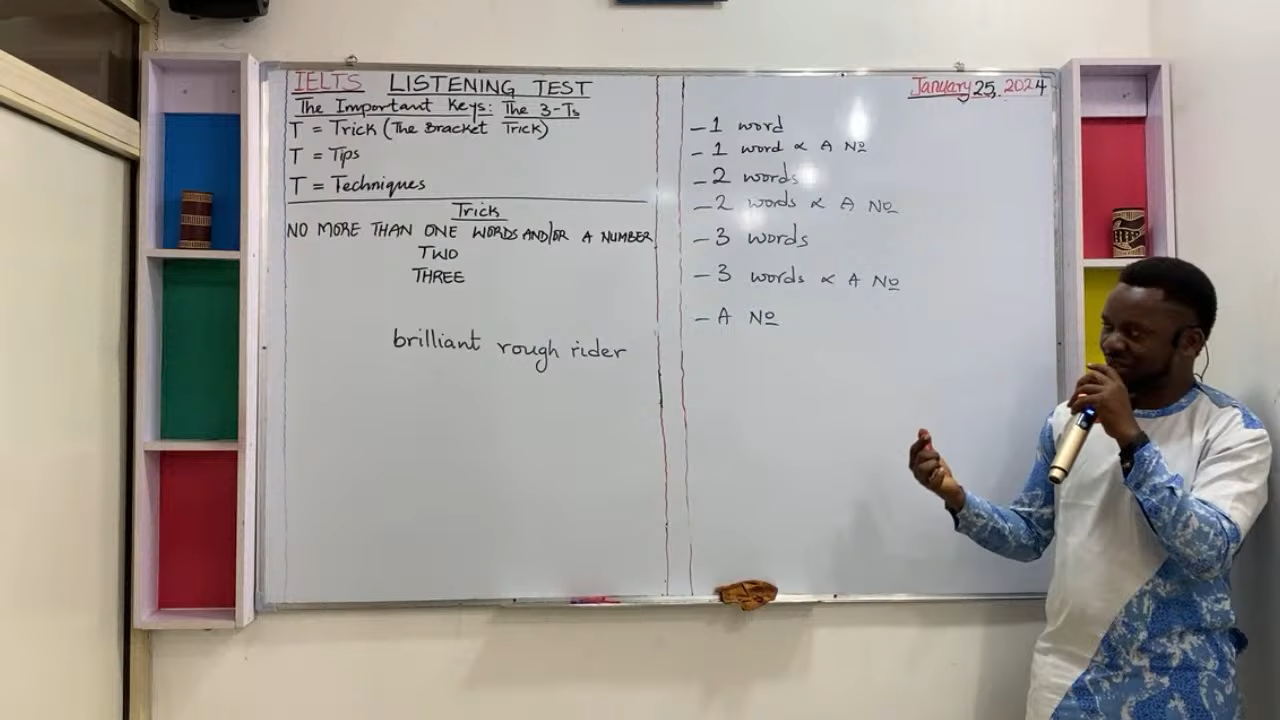 IELTS LISTENING TEST
The Important Keys: The 3-Ts
T = Trick (The Bracket Trick)
T = Tips
T = Techniques
Trick
NO MORE THAN ONE WORDS AND/OR A NUMBER
TWO
THREE
brilliant rough rider
January 25, 2024
- 1 word
- 1 word ∝ A No
- 2 words
- 2 words ∝ A No
- 3 words
- 3 words ∝ A No
- A No